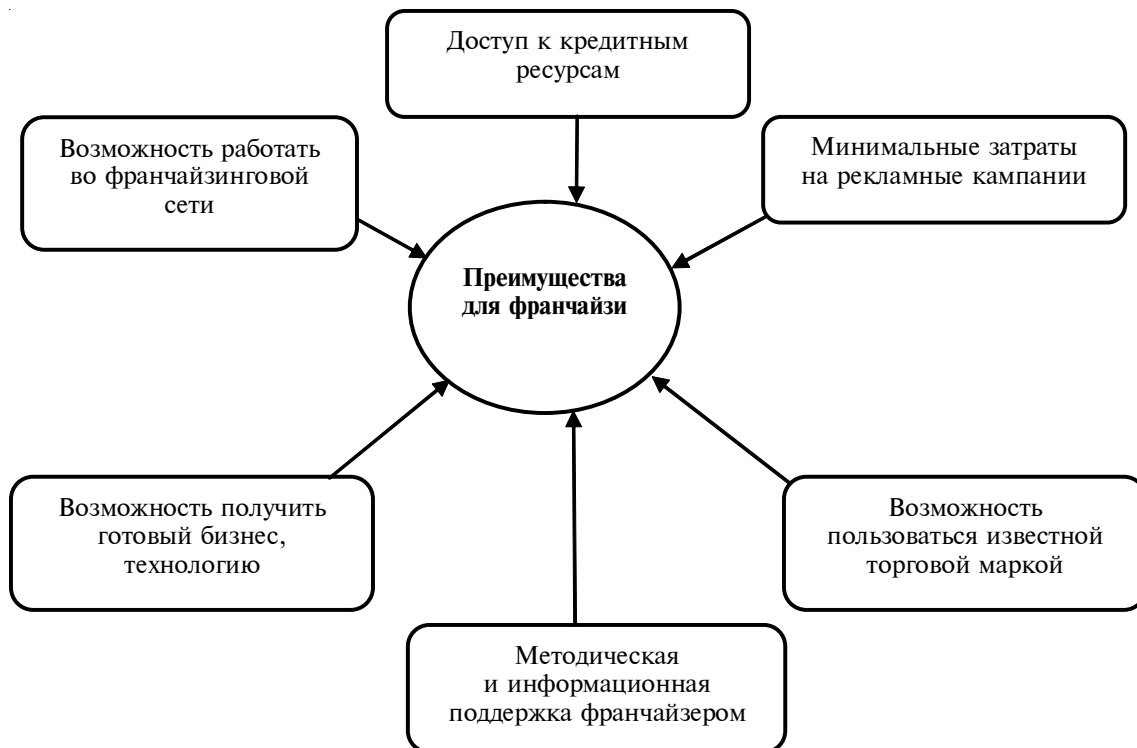 Доступ к кредитным
ресурсам
Возможность работать
во франчайзинговой
сети
Минимальные затраты
на рекламные кампании
Преимущества
для франчайзи
Возможность получить
готовый бизнес,
технологию
Возможность
пользоваться известной
торговой маркой
Методическая
и информационная
поддержка франчайзером